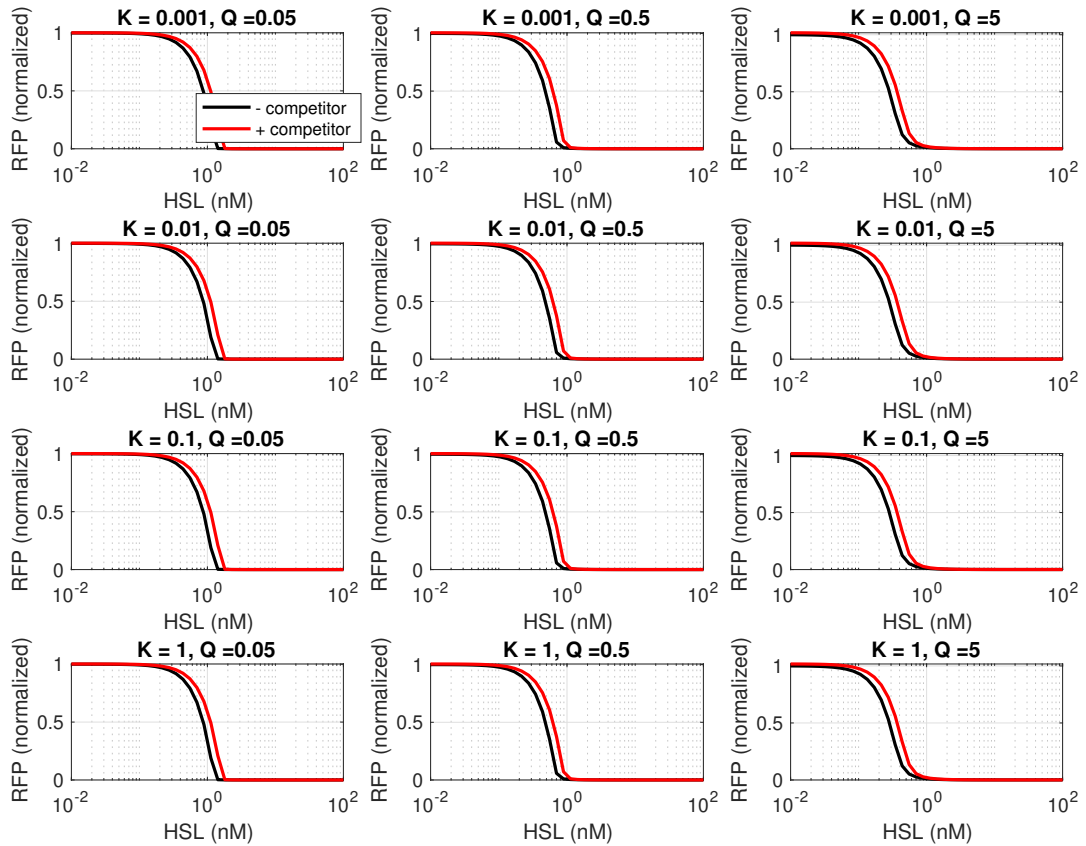 K = 0.001, Q =0.05
K = 0.001, Q =0.5
K = 0.001, Q =5
RFP (normalized)
1
0.5
0
10^-2
10^0
10^2
HSL (nM)
- competitor
+ competitor
RFP (normalized)
1
0.5
0
10^-2
10^0
10^2
HSL (nM)
RFP (normalized)
1
0.5
0
10^-2
10^0
10^2
HSL (nM)
K = 0.01, Q =0.05
K = 0.01, Q =0.5
K = 0.01, Q =5
RFP (normalized)
1
0.5
0
10^-2
10^0
10^2
HSL (nM)
RFP (normalized)
1
0.5
0
10^-2
10^0
10^2
HSL (nM)
RFP (normalized)
1
0.5
0
10^-2
10^0
10^2
HSL (nM)
K = 0.1, Q =0.05
K = 0.1, Q =0.5
K = 0.1, Q =5
RFP (normalized)
1
0.5
0
10^-2
10^0
10^2
HSL (nM)
RFP (normalized)
1
0.5
0
10^-2
10^0
10^2
HSL (nM)
RFP (normalized)
1
0.5
0
10^-2
10^0
10^2
HSL (nM)
K = 1, Q =0.05
K = 1, Q =0.5
K = 1, Q =5
RFP (normalized)
1
0.5
0
10^-2
10^0
10^2
HSL (nM)
RFP (normalized)
1
0.5
0
10^-2
10^0
10^2
HSL (nM)
RFP (normalized)
1
0.5
0
10^-2
10^0
10^2
HSL (nM)